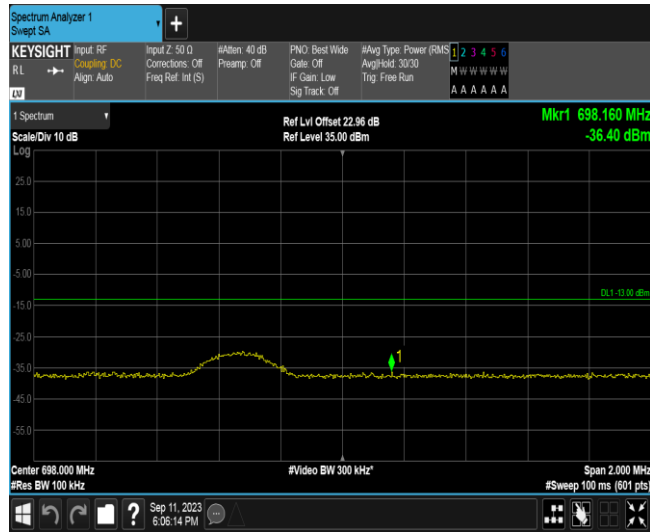 Spectrum Analyzer 1
Swept SA
+
KEYSIGHT
RL
LXI
Input: RF
Coupling: DC
Align: Auto
Input Z: 50 Ω
Corrections: Off
Freq Ref: Int (S)
#Atten: 40 dB
Preamp: Off
PNO: Best Wide
Gate: Off
IF Gain: Low
Sig Track: Off
#Avg Type: Power (RMS
Avg|Hold: 30/30
Trig: Free Run
1 2 3 4 5 6
M W W W W W
A A A A A A
1 Spectrum
Scale/Div 10 dB
Log
Ref Lvl Offset 22.96 dB
Ref Level 35.00 dBm
Mkr1 698.160 MHz
-36.40 dBm
25.0
15.0
5.00
-5.00
DL1 -13.00 dBm
-15.0
-25.0
-35.0
1
-45.0
-55.0
Center 698.000 MHz
#Video BW 300 kHz*
Span 2.000 MHz
#Res BW 100 kHz
#Sweep 100 ms (601 pts)
?
Sep 11, 2023
6:06:14 PM